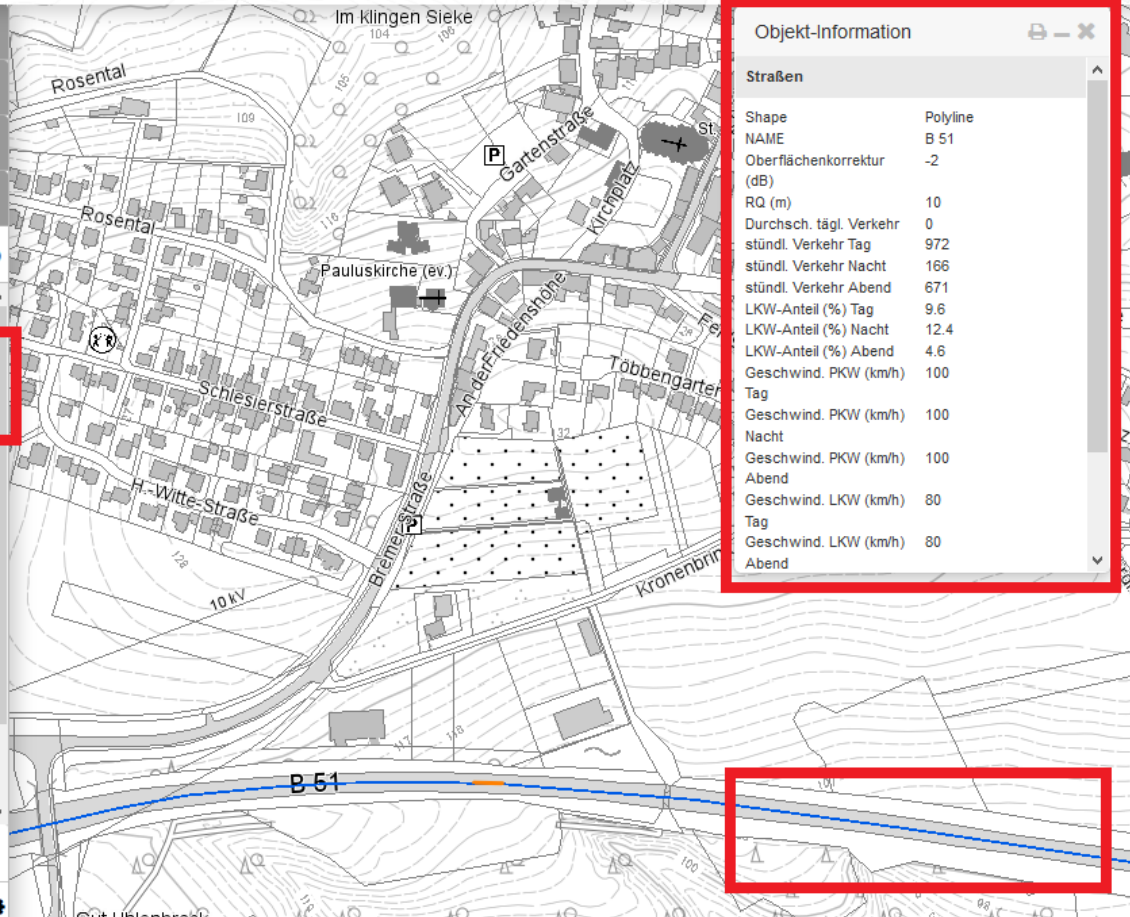 Im klingen Sieke
104
106
105
Rosental
109
116
P
Gartenstraße
St.
Kirchplatz
Rosental
Pauluskirche (ev.)
An der Friedenshöhe
Többengarten
Schlesierstraße
132
H.-Witte-Straße
Bremer Straße
P
128
10 kV
Kronenbrin
117
118
B 51
100
98
Objekt-Information
Straßen
Shape Polyline
NAME B 51
Oberflächenkorrektur -2
(dB)
RQ (m) 10
Durchsch. tägl. Verkehr 0
stündl. Verkehr Tag 972
stündl. Verkehr Nacht 166
stündl. Verkehr Abend 671
LKW-Anteil (%) Tag 9.6
LKW-Anteil (%) Nacht 12.4
LKW-Anteil (%) Abend 4.6
Geschwind. PKW (km/h) 100
Tag
Geschwind. PKW (km/h) 100
Nacht
Geschwind. PKW (km/h) 100
Abend
Geschwind. LKW (km/h) 80
Tag
Geschwind. LKW (km/h) 80
Abend